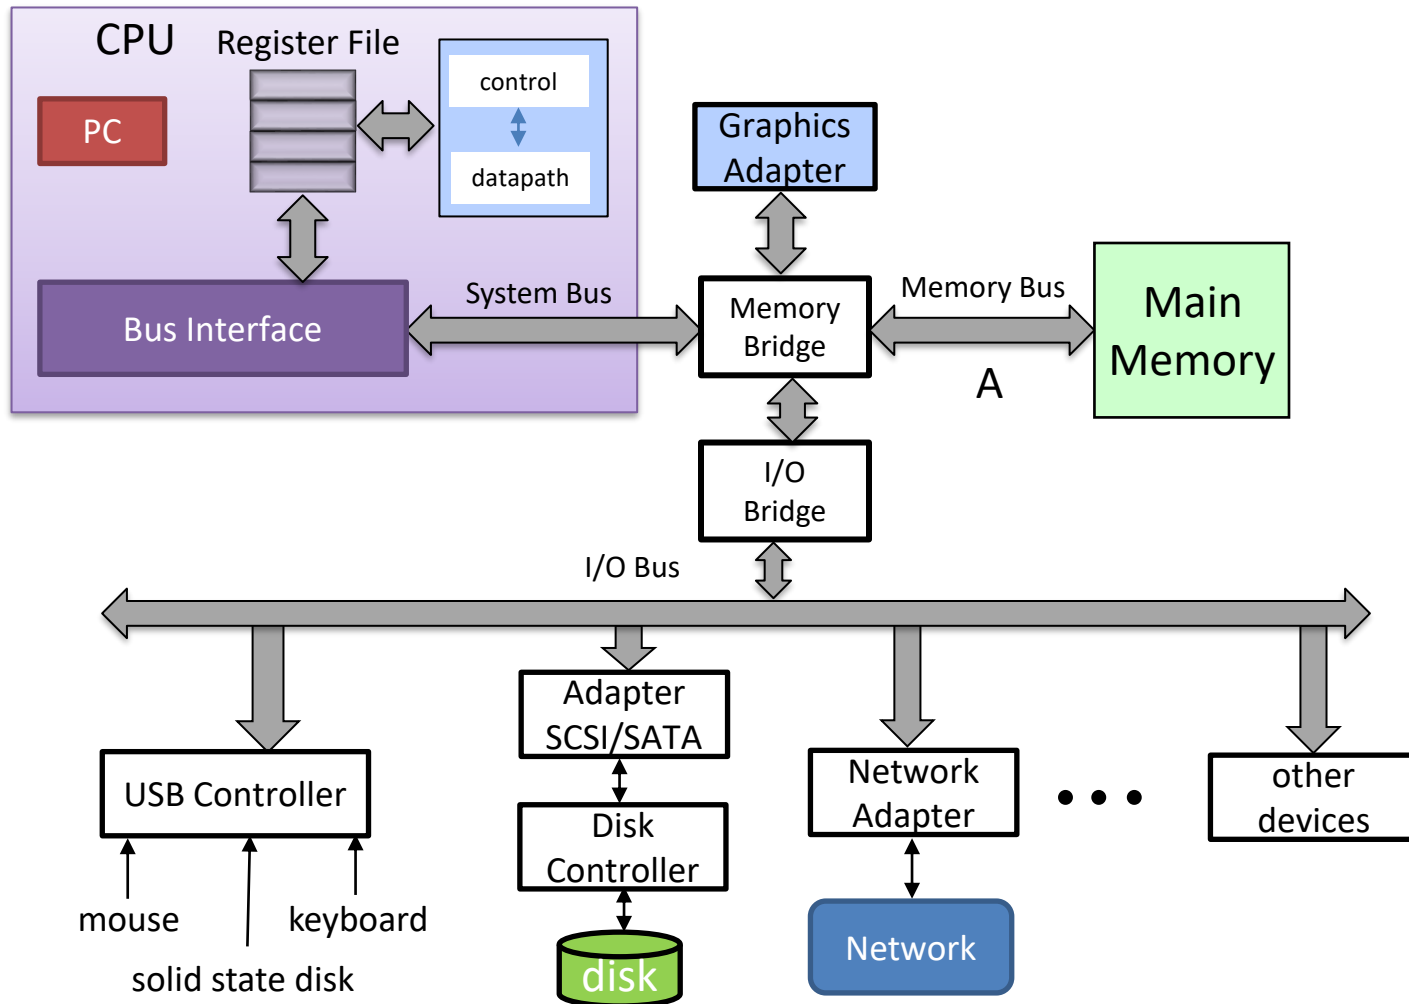 CPU
Register File
control
PC
datapath
Graphics
Adapter
System Bus
Memory Bus
Bus Interface
Memory
Bridge
Main
Memory
A
I/O
Bridge
I/O Bus
Adapter
SCSI/SATA
USB Controller
Network
Adapter
other
devices
Disk
Controller
mouse
keyboard
solid state disk
disk
Network